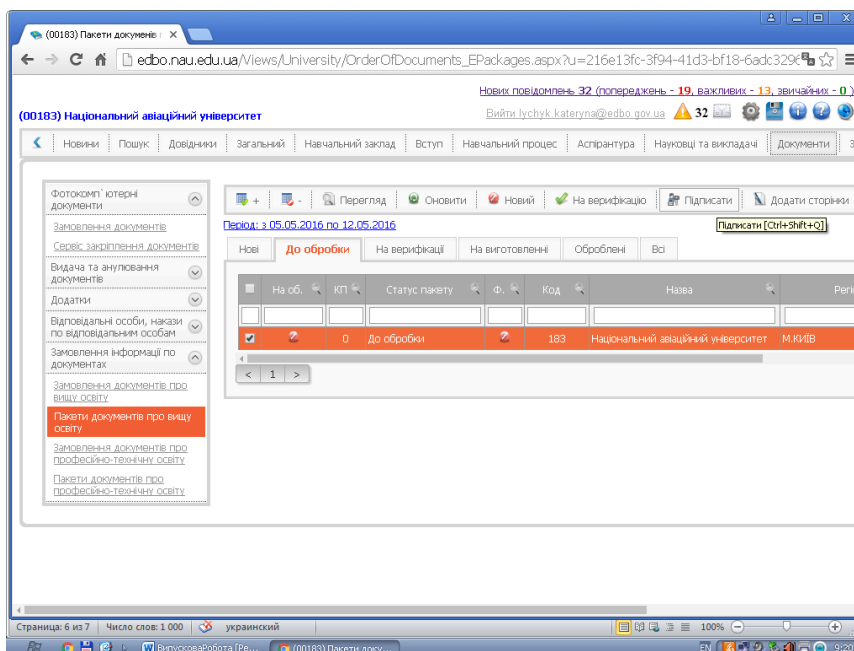 (00183) Пакети документів
edbo.nau.edu.ua/Views/University/OrderOfDocuments_EPackages.aspx?u=216e13fc-3f94-41d3-bf18-6adc3296
Нових повідомлень 32 (попереджень - 19, важливих - 13, звичайних - 0 )
(00183) Національний авіаційний університет
Вийти lychyk.kateryna@edbo.gov.ua 32
Новини Пошук Довідники Загальний Навчальний заклад Вступ Навчальний процес Аспірантура Науковці та викладачі Документи З
Фотокомп`ютерні
документи
Замовлення документів
Сервіс закріплення документів
Видача та анулювання
документів
Додатки
Відповідальні особи, накази
по відповідальним особам
Замовлення інформації по
документах
Замовлення документів про
вищу освіту
Пакети документів про вищу
освіту
Замовлення документів про
професійно-технічну освіту
Пакети документів про
професійно-технічну освіту
+ - Перегляд Оновити Новий На верифікацію Підписати Додати сторінки
Період: з 05.05.2016 по 12.05.2016
Підписати [Ctrl+Shift+Q]
Нові До обробки На верифікації На виготовленні Оброблені Всі
На об. КП Статус пакету Ф. Код Назва Регі
0 До обробки 183 Національний авіаційний університет М.КИЇВ
< 1 >
Страница: 6 из 7 Число слов: 1 000 украинский 100%
ВипусковаРобота [Ре... (00183) Пакети доку... EN 9:20